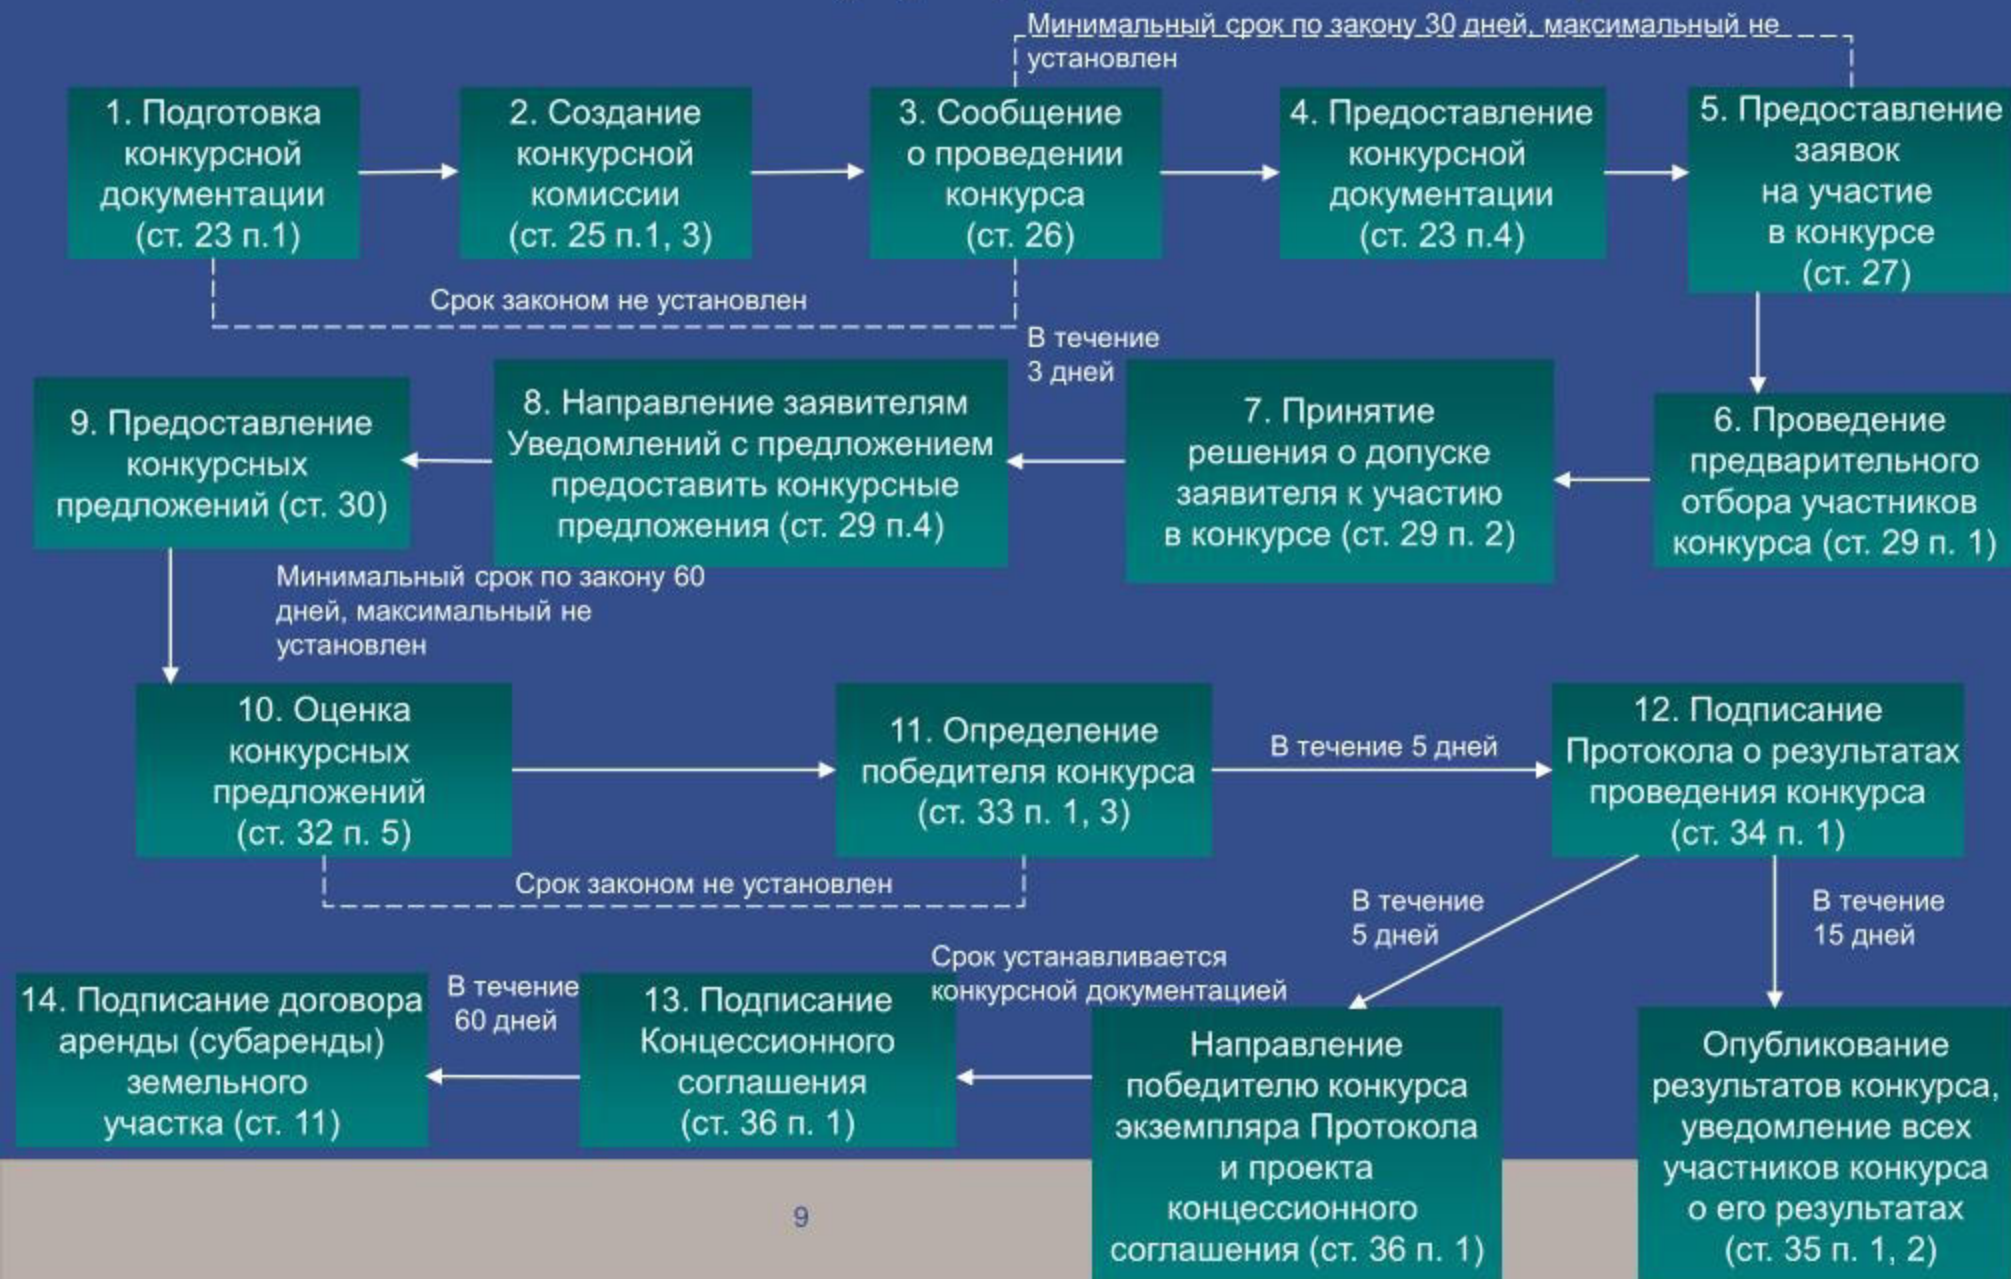 Минимальный срок по закону 30 дней, максимальный не
установлен
1. Подготовка
конкурсной
документации
(ст. 23 п.1)
2. Создание
конкурсной
комиссии
(ст. 25 п.1, 3)
3. Сообщение
о проведении
конкурса
(ст. 26)
4. Предоставление
конкурсной
документации
(ст. 23 п.4)
5. Предоставление
заявок
на участие
в конкурсе
(ст. 27)
Срок законом не установлен
6. Проведение
предварительного
отбора участников
конкурса (ст. 29 п. 1)
7. Принятие
решения о допуске
заявителя к участию
в конкурсе (ст. 29 п. 2)
В течение
3 дней
8. Направление заявителям
Уведомлений с предложением
предоставить конкурсные
предложения (ст. 29 п.4)
9. Предоставление
конкурсных
предложений (ст. 30)
Минимальный срок по закону 60
дней, максимальный не
установлен
10. Оценка
конкурсных
предложений
(ст. 32 п. 5)
11. Определение
победителя конкурса
(ст. 33 п. 1, 3)
Срок законом не установлен
В течение 5 дней
12. Подписание
Протокола о результатах
проведения конкурса
(ст. 34 п. 1)
В течение
5 дней
В течение
15 дней
Направление
победителю конкурса
экземпляра Протокола
и проекта
концессионного
соглашения (ст. 36 п. 1)
Опубликование
результатов конкурса,
уведомление всех
участников конкурса
о его результатах
(ст. 35 п. 1, 2)
Срок устанавливается
конкурсной документацией
13. Подписание
Концессионного
соглашения
(ст. 36 п. 1)
В течение
60 дней
14. Подписание договора
аренды (субаренды)
земельного
участка (ст. 11)
9